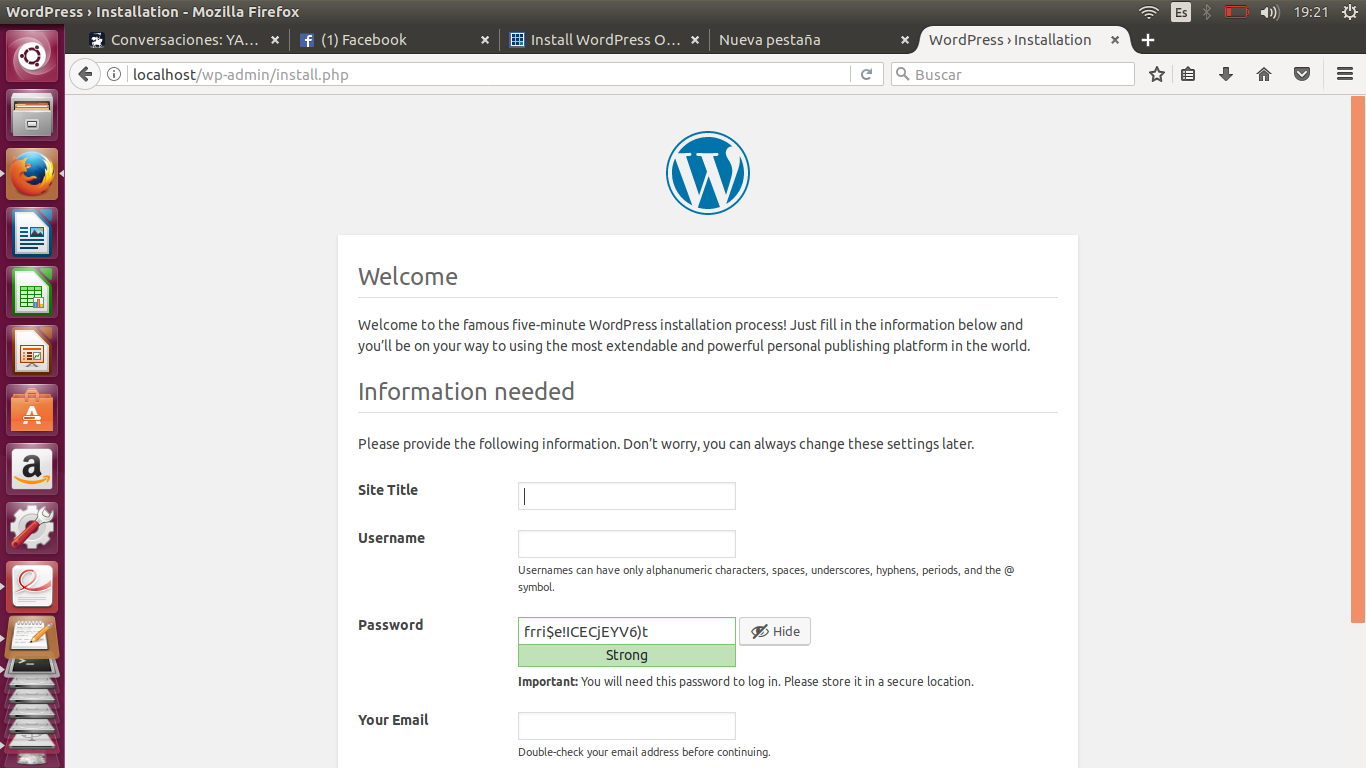 WordPress › Installation - Mozilla Firefox
Es
19:21
Conversaciones: YA...
(1) Facebook
Install WordPress O...
Nueva pestaña
WordPress › Installation
localhost/wp-admin/install.php
Buscar
Welcome
Welcome to the famous five-minute WordPress installation process! Just fill in the information below and
you’ll be on your way to using the most extendable and powerful personal publishing platform in the world.
Information needed
Please provide the following information. Don’t worry, you can always change these settings later.
Site Title
Username
Usernames can have only alphanumeric characters, spaces, underscores, hyphens, periods, and the @
symbol.
Password
frri$e!ICECjEYV6)t
Hide
Strong
Important: You will need this password to log in. Please store it in a secure location.
Your Email
Double-check your email address before continuing.